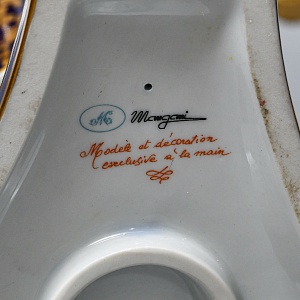 Mangani
Modèle et décoration
exclusive a la main